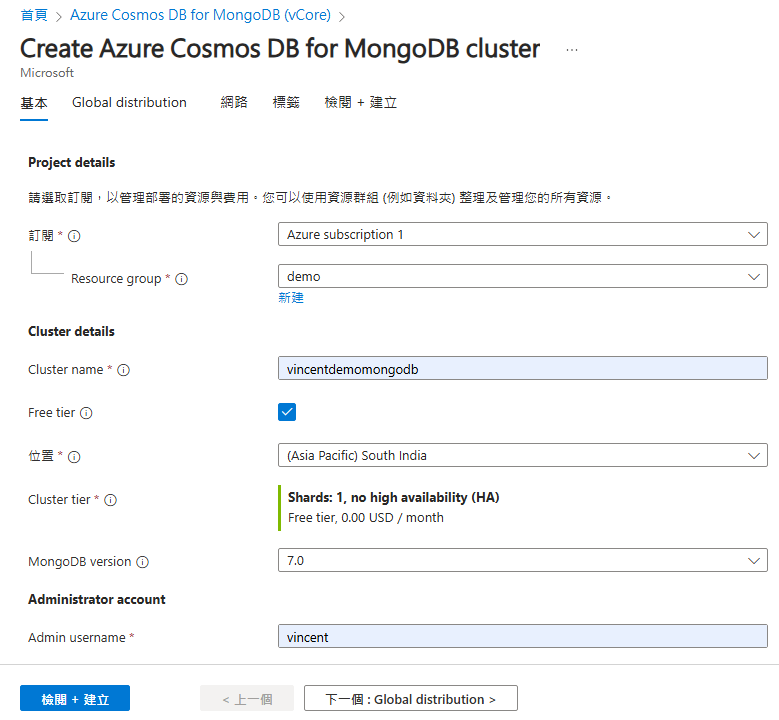 首頁 > Azure Cosmos DB for MongoDB (vCore) >
Create Azure Cosmos DB for MongoDB cluster ...
Microsoft
基本 Global distribution 網路 標籤 檢閱 + 建立
Project details
請選取訂閱，以管理部署的資源與費用。您可以使用資源群組 (例如資料夾) 整理及管理您的所有資源。
訂閱 * Azure subscription 1
Resource group * demo
新建
Cluster details
Cluster name * vincentdemomongodb
Free tier
位置 * (Asia Pacific) South India
Cluster tier * Shards: 1, no high availability (HA)
Free tier, 0.00 USD / month
MongoDB version 7.0
Administrator account
Admin username * vincent
檢閱 + 建立 < 上一個 下一個 : Global distribution >